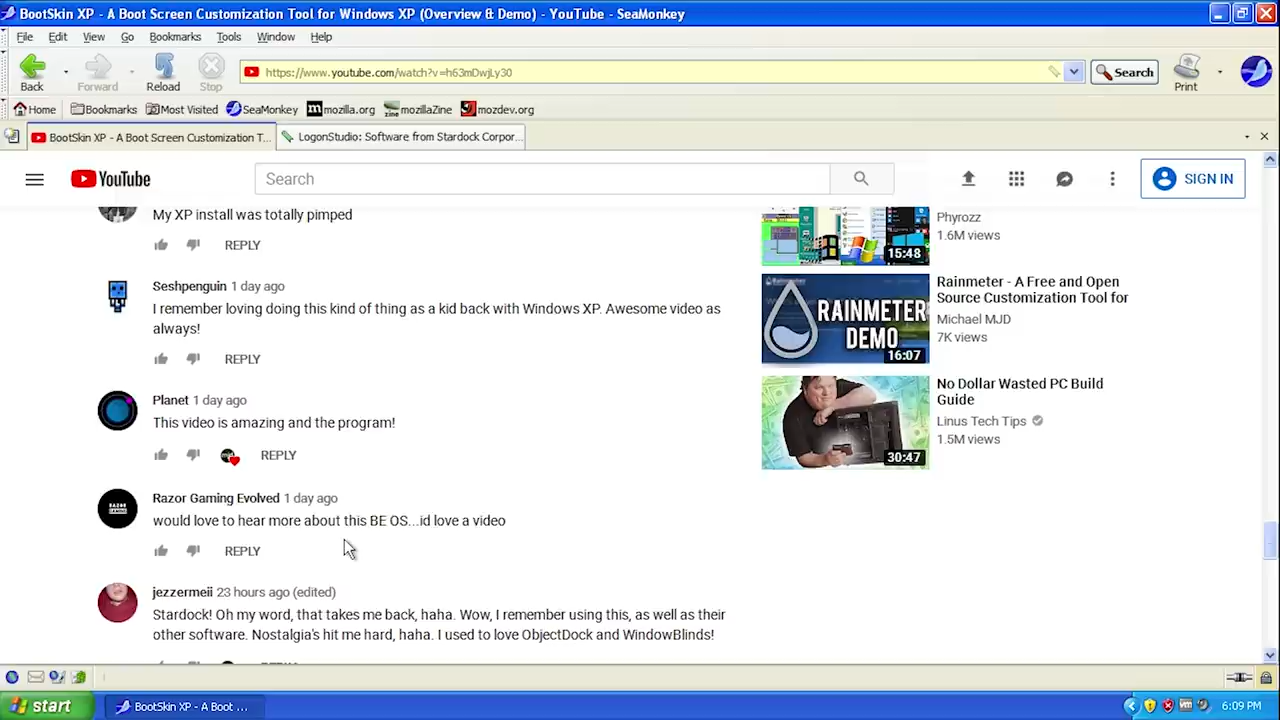 BootSkin XP - A Boot Screen Customization Tool for Windows XP (Overview & Demo) - YouTube - SeaMonkey
File Edit View Go Bookmarks Tools Window Help
Back Forward Reload Stop
https://www.youtube.com/watch?v=h63mDwjLy30
Search
Print
Home Bookmarks Most Visited SeaMonkey mozilla.org mozillaZine mozdev.org
BootSkin XP - A Boot Screen Customization T...
LogonStudio: Software from Stardock Corpor...
YouTube
Search
SIGN IN
My XP install was totally pimped
REPLY
Seshpenguin 1 day ago
I remember loving doing this kind of thing as a kid back with Windows XP. Awesome video as
always!
REPLY
Planet 1 day ago
This video is amazing and the program!
REPLY
Razor Gaming Evolved 1 day ago
would love to hear more about this BE OS...id love a video
REPLY
jezzermeii 23 hours ago (edited)
Stardock! Oh my word, that takes me back, haha. Wow, I remember using this, as well as their
other software. Nostalgia's hit me hard, haha. I used to love ObjectDock and WindowBlinds!
Phyrozz
1.6M views
15:48
RAINMETER
DEMO
16:07
Rainmeter - A Free and Open
Source Customization Tool for
Michael MJD
7K views
30:47
No Dollar Wasted PC Build
Guide
Linus Tech Tips
1.5M views
start
BootSkin XP - A Boot ...
6:09 PM